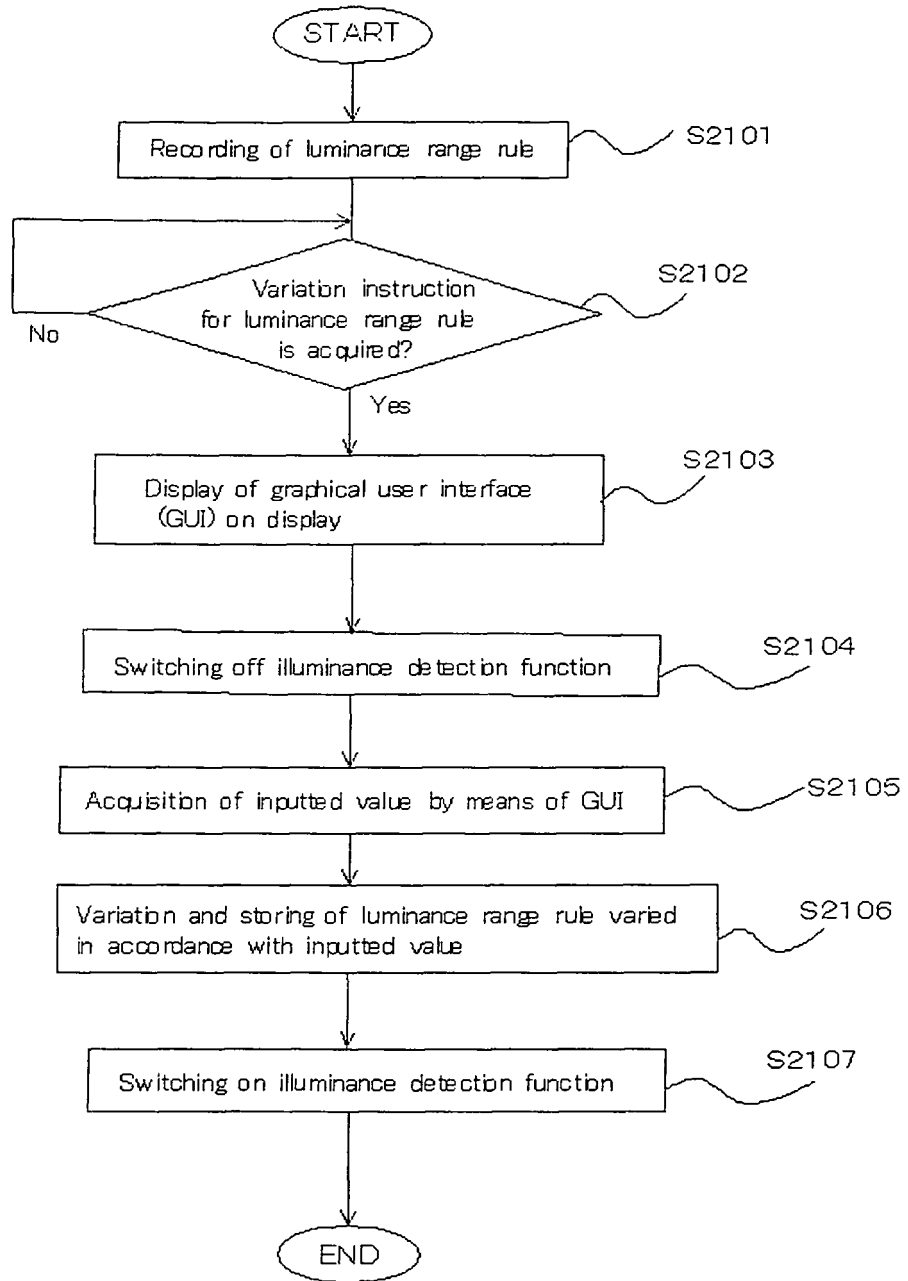 START
Recording of luminance range rule
S2101
Variation instruction
for luminance range rule
is acquired?
S2102
No
Yes
Display of graphical user interface
(GUI) on display
S2103
Switching off illuminance detection function
S2104
Acquisition of inputted value by means of GUI
S2105
Variation and storing of luminance range rule varied
in accordance with inputted value
S2106
Switching on illuminance detection function
S2107
END